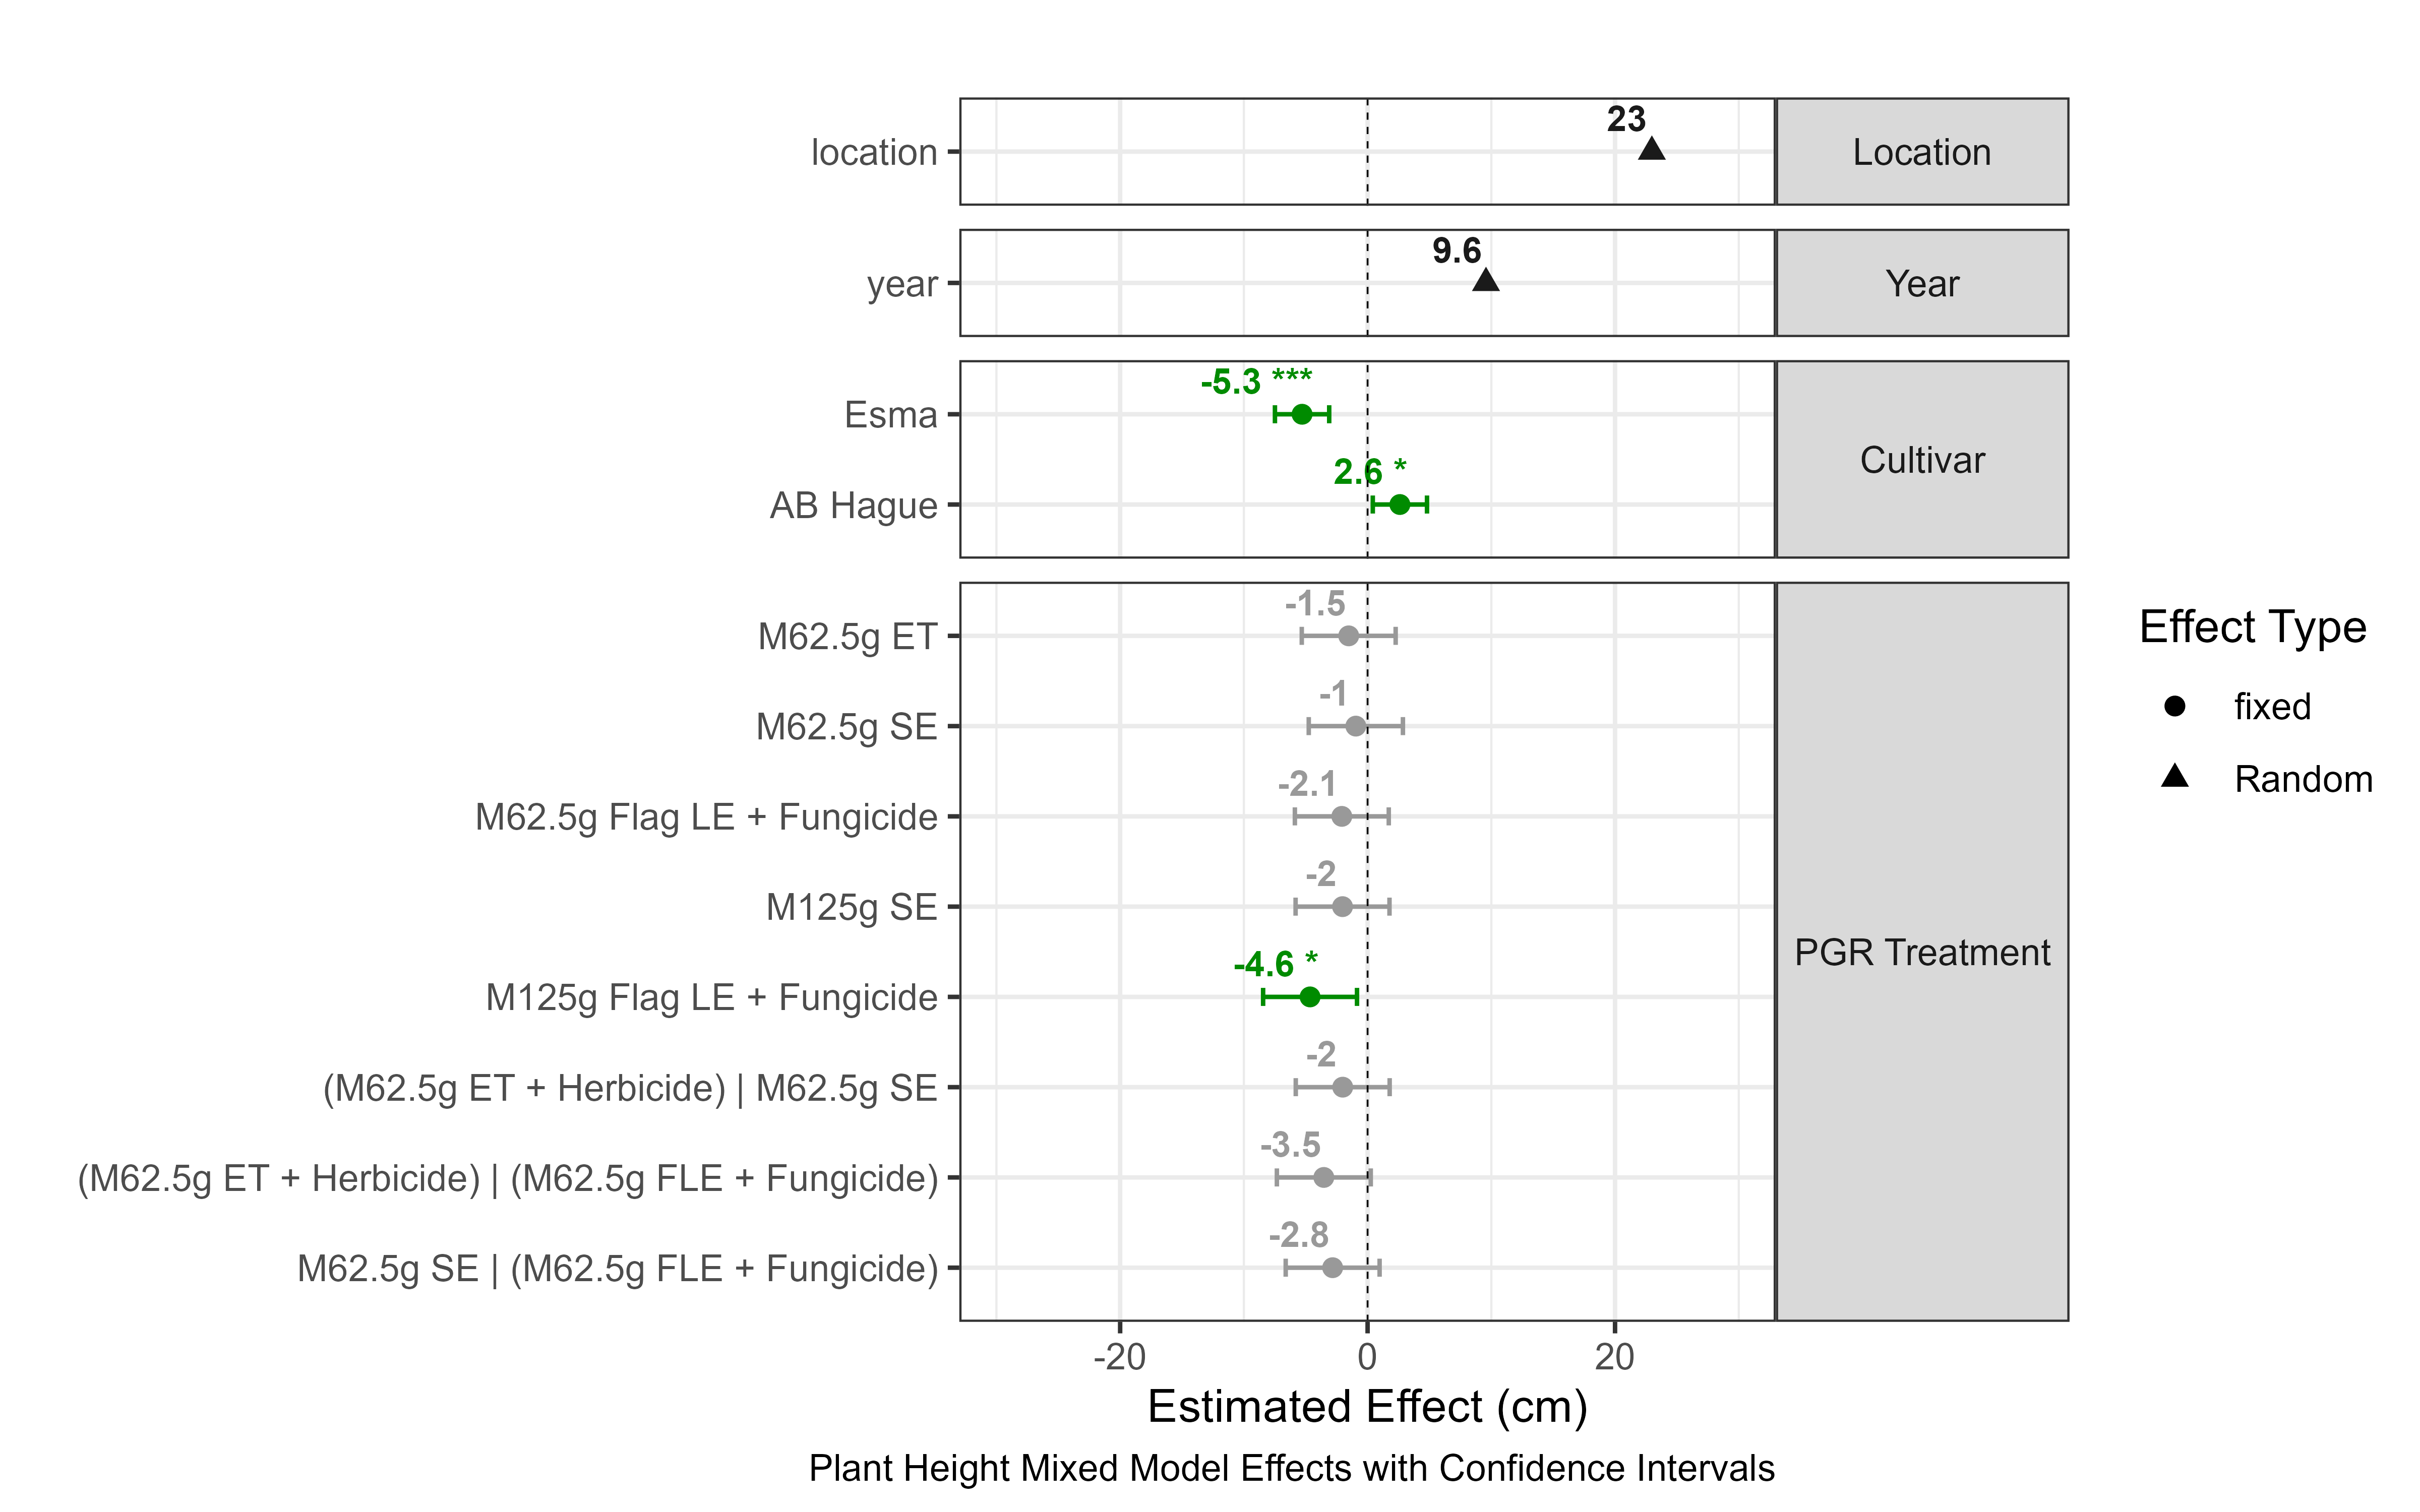 23
location
Location
9.6
year
Year
-5.3 ***
Esma
2.6 *
AB Hague
Cultivar
-1.5
M62.5g ET
-1
M62.5g SE
-2.1
M62.5g Flag LE + Fungicide
-2
M125g SE
-4.6 *
M125g Flag LE + Fungicide
-2
(M62.5g ET + Herbicide) | M62.5g SE
-3.5
(M62.5g ET + Herbicide) | (M62.5g FLE + Fungicide)
-2.8
M62.5g SE | (M62.5g FLE + Fungicide)
PGR Treatment
-20 0 20
Estimated Effect (cm)
Plant Height Mixed Model Effects with Confidence Intervals
Effect Type
fixed
Random